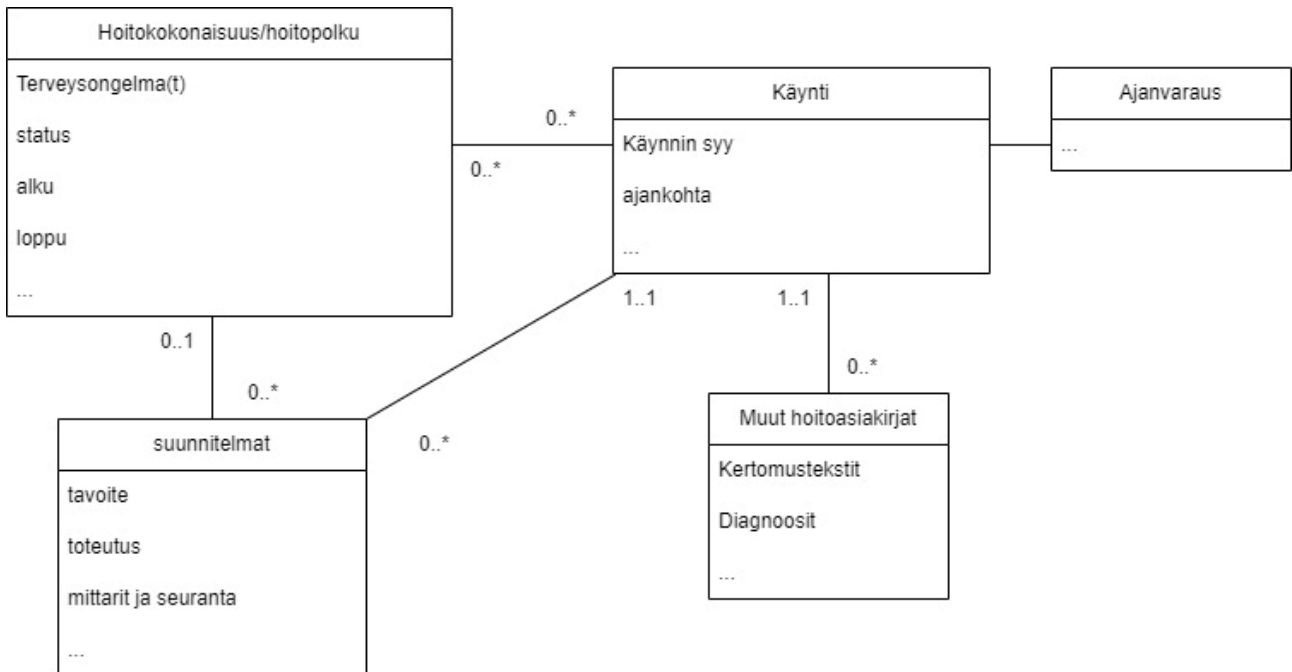 Hoitokokonaisuus/hoitopolku
Terveysongelma(t)
status
alku
loppu
...
0..*
0..*
Käynti
Käynnin syy
ajankohta
...
Ajanvaraus
...
0..1
0..*
1..1
0..*
1..1
0..*
suunnitelmat
tavoite
toteutus
mittarit ja seuranta
...
Muut hoitoasiakirjat
Kertomustekstit
Diagnoosit
...